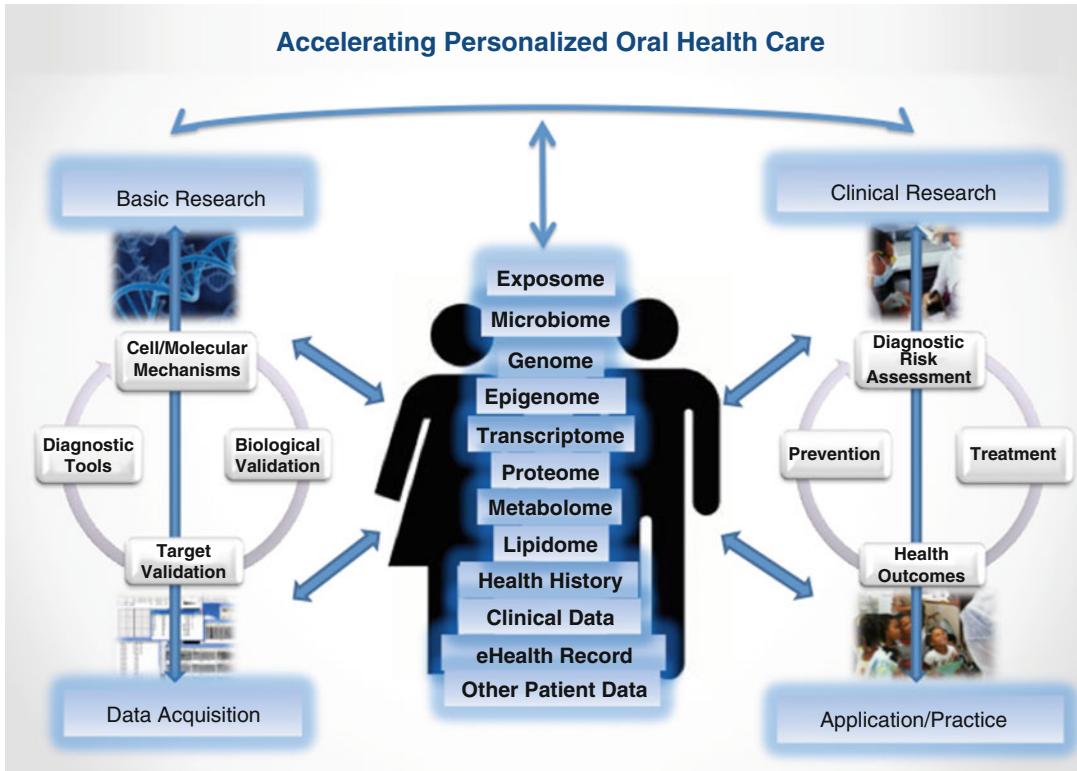 Accelerating Personalized Oral Health Care
Basic Research
Cell/Molecular
Mechanisms
Diagnostic
Tools
Biological
Validation
Target
Validation
Data Acquisition
Exposome
Microbiome
Genome
Epigenome
Transcriptome
Proteome
Metabolome
Lipidome
Health History
Clinical Data
eHealth Record
Other Patient Data
Clinical Research
Diagnostic
Risk
Assessment
Prevention
Treatment
Health
Outcomes
Application/Practice